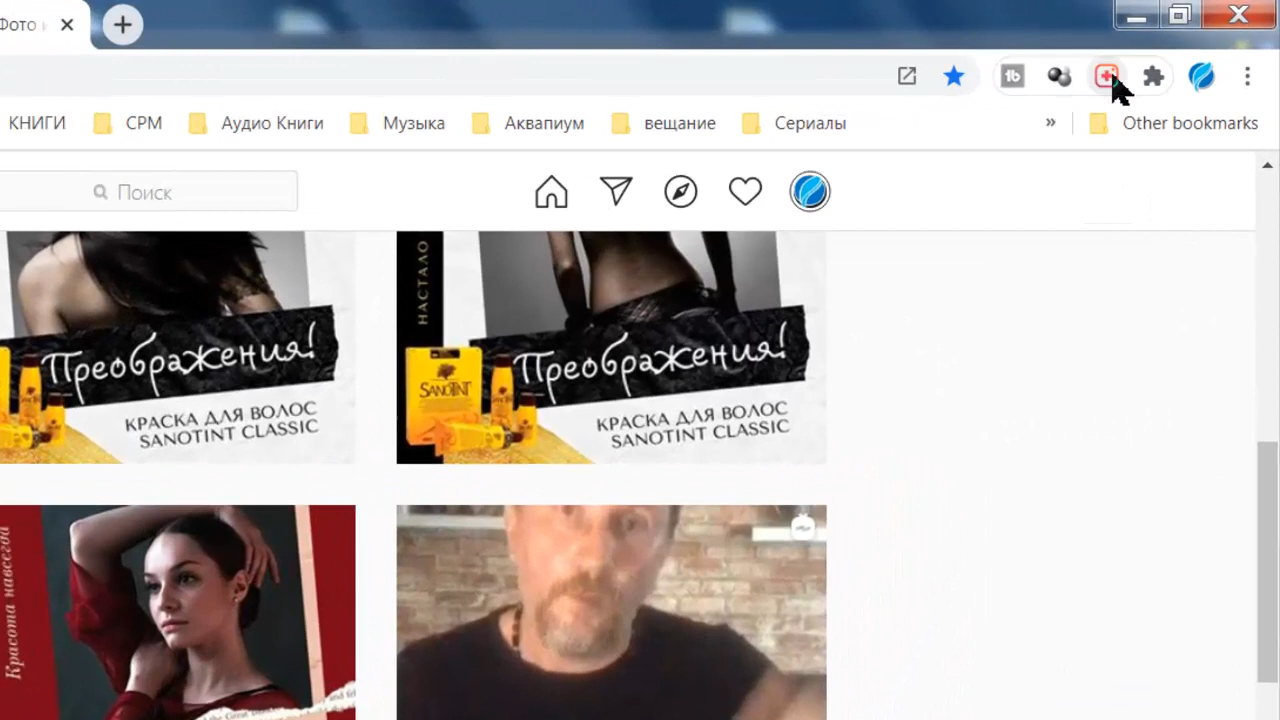 Фото и
КНИГИ СРМ Аудио Книги Музыка Аквапиум вещание Сериалы » Other bookmarks
Поиск
НАСТАЛО
Преображения!
Преображения!
SANOTINT
КРАСКА ДЛЯ ВОЛОС
SANOTINT CLASSIC
КРАСКА ДЛЯ ВОЛОС
SANOTINT CLASSIC
Красота навсегда